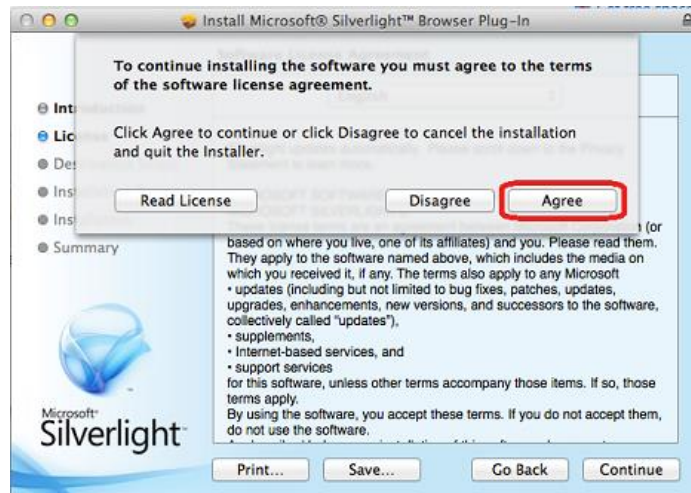 Install Microsoft® Silverlight™ Browser Plug-In
To continue installing the software you must agree to the terms
of the software license agreement.
Click Agree to continue or click Disagree to cancel the installation
and quit the Installer.
Read License
Disagree
Agree
Summary
based on where you live, one of its affiliates) and you. Please read them.
They apply to the software named above, which includes the media on
which you received it, if any. The terms also apply to any Microsoft
• updates (including but not limited to bug fixes, patches, updates,
upgrades, enhancements, new versions, and successors to the software,
collectively called "updates"),
• supplements,
• Internet-based services, and
• support services
for this software, unless other terms accompany those items. If so, those
terms apply.
By using the software, you accept these terms. If you do not accept them,
do not use the software.
Microsoft®
Silverlight™
Print...
Save...
Go Back
Continue